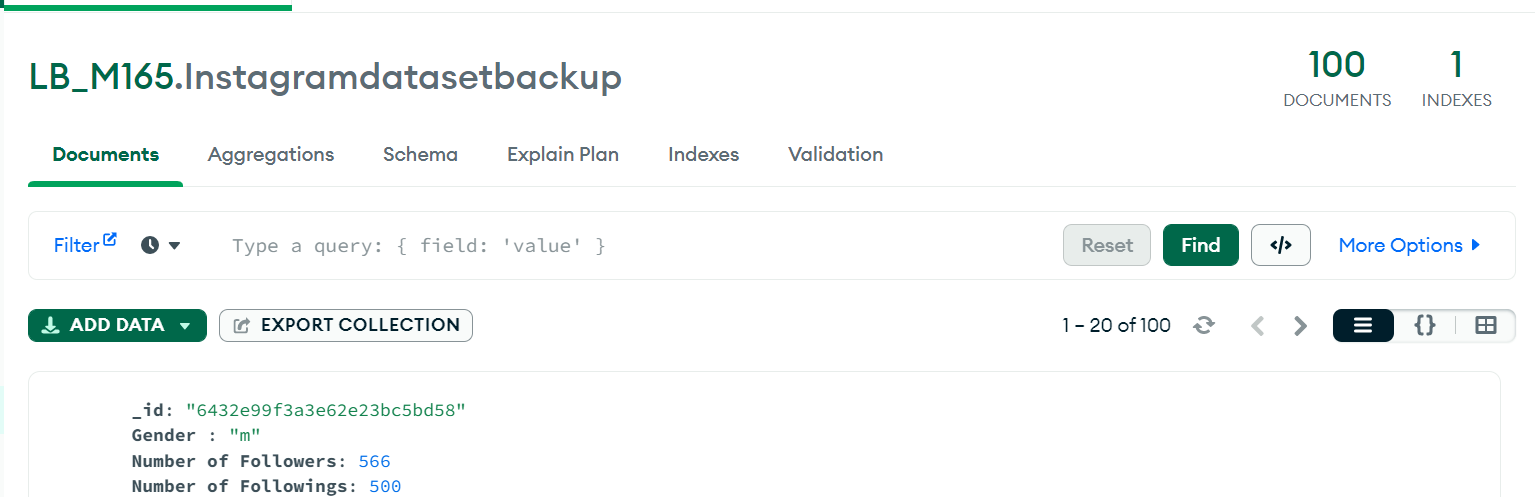 LB_M165.Instagramdatasetbackup
100
DOCUMENTS
1
INDEXES
Documents
Aggregations
Schema
Explain Plan
Indexes
Validation
Filter
Type a query: { field: 'value' }
Reset
Find
</>
More Options
ADD DATA
EXPORT COLLECTION
1 – 20 of 100
{}
_id: "6432e99f3a3e62e23bc5bd58"
Gender : "m"
Number of Followers: 566
Number of Followings: 500